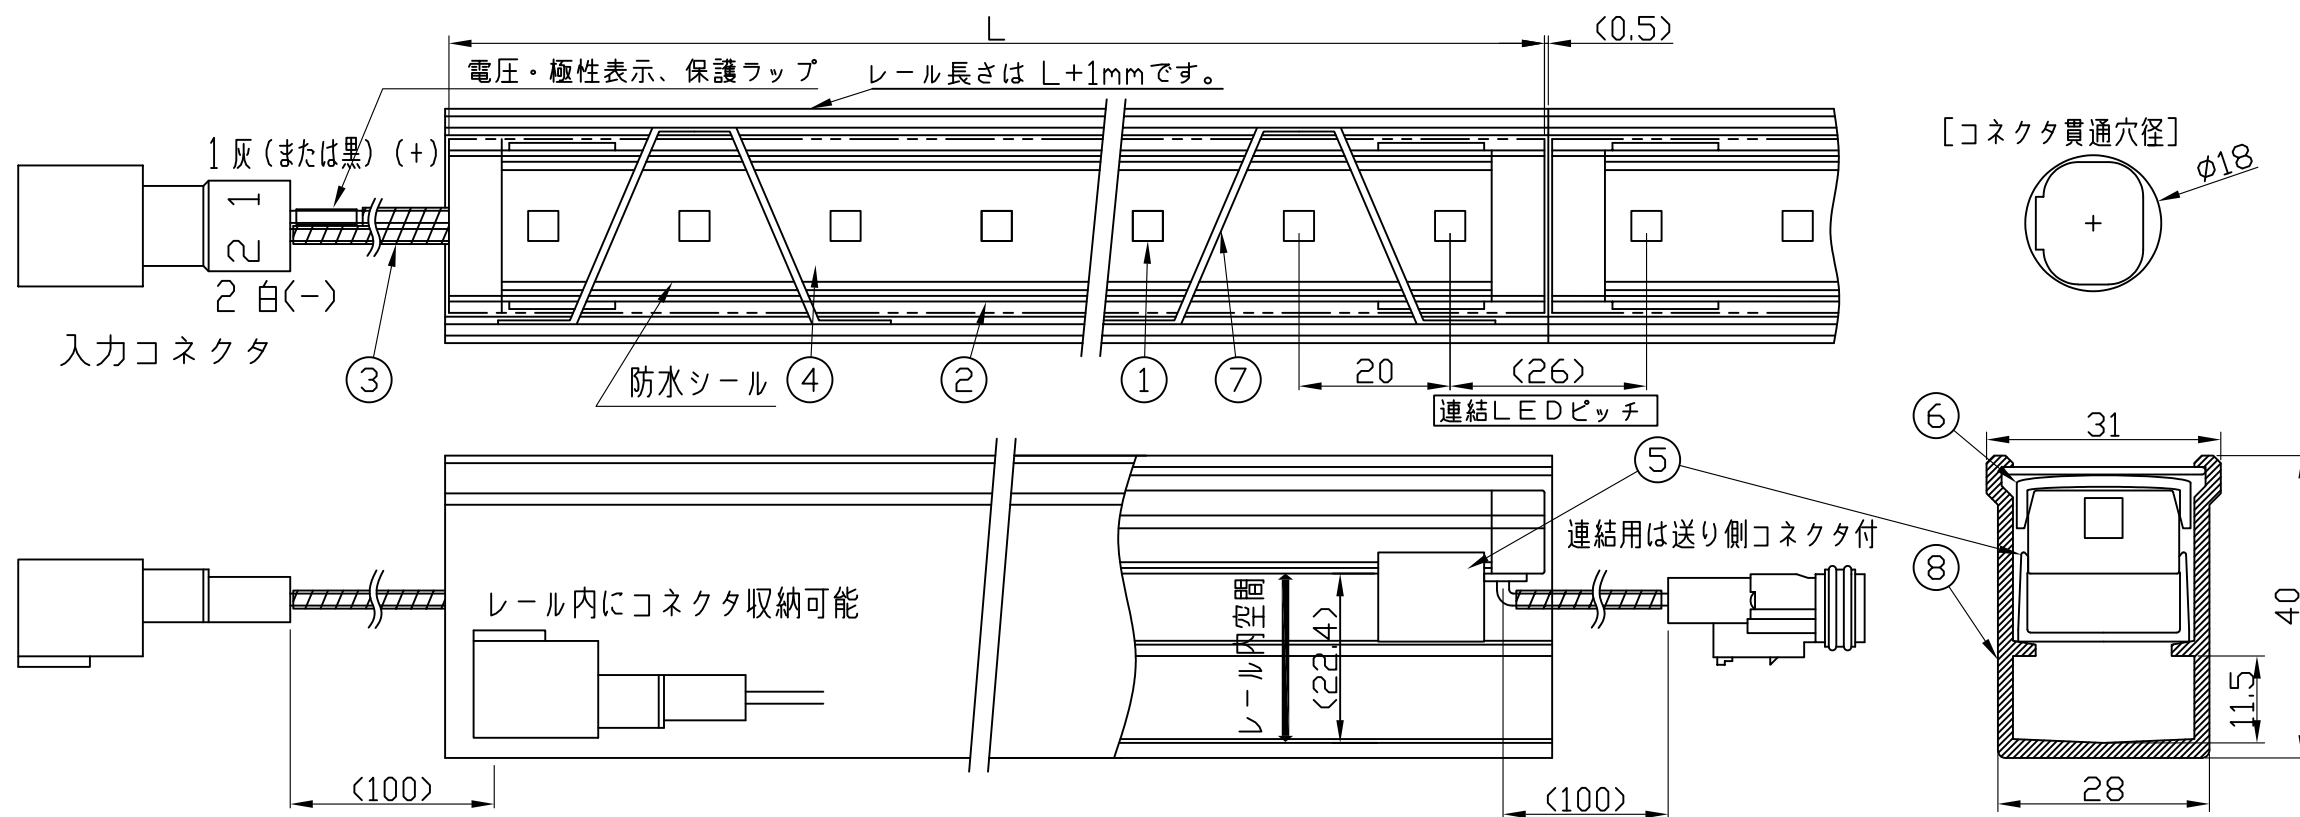 L
(0.5)
電圧・極性表示、保護ラップ
レール長さは L+1mmです。
1 灰(または黒) (+)
[コネクタ貫通穴径]
φ18
2 1
2 白(-)
入力コネクタ
3
防水シール
4
2
1
7
20
(26)
連結LEDピッチ
6
31
5
連結用は送り側コネクタ付
8
レール内にコネクタ収納可能
レール内空間
(22.4)
40
11.5
(100)
(100)
28